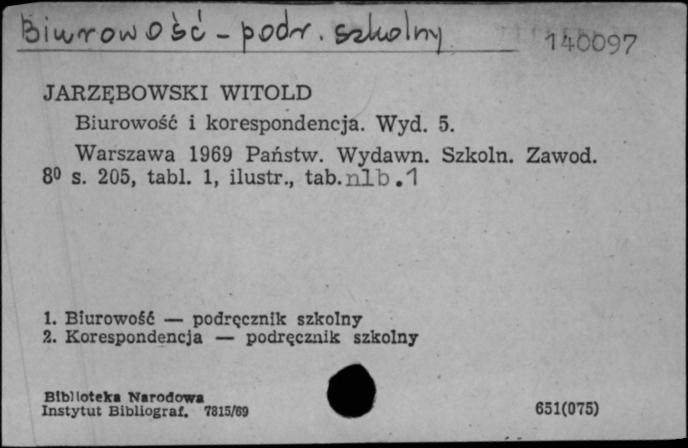 Biurowość - podr. szkolny
140097
JARZĘBOWSKI WITOLD
Biurowość i korespondencja. Wyd. 5.
Warszawa 1969 Państw. Wydawn. Szkoln. Zawod.
8⁰ s. 205, tabl. 1, ilustr., tab. nlb. 1
1. Biurowość — podręcznik szkolny
2. Korespondencja — podręcznik szkolny
Biblioteka Narodowa
Instytut Bibliograf. 7815/69
651(075)